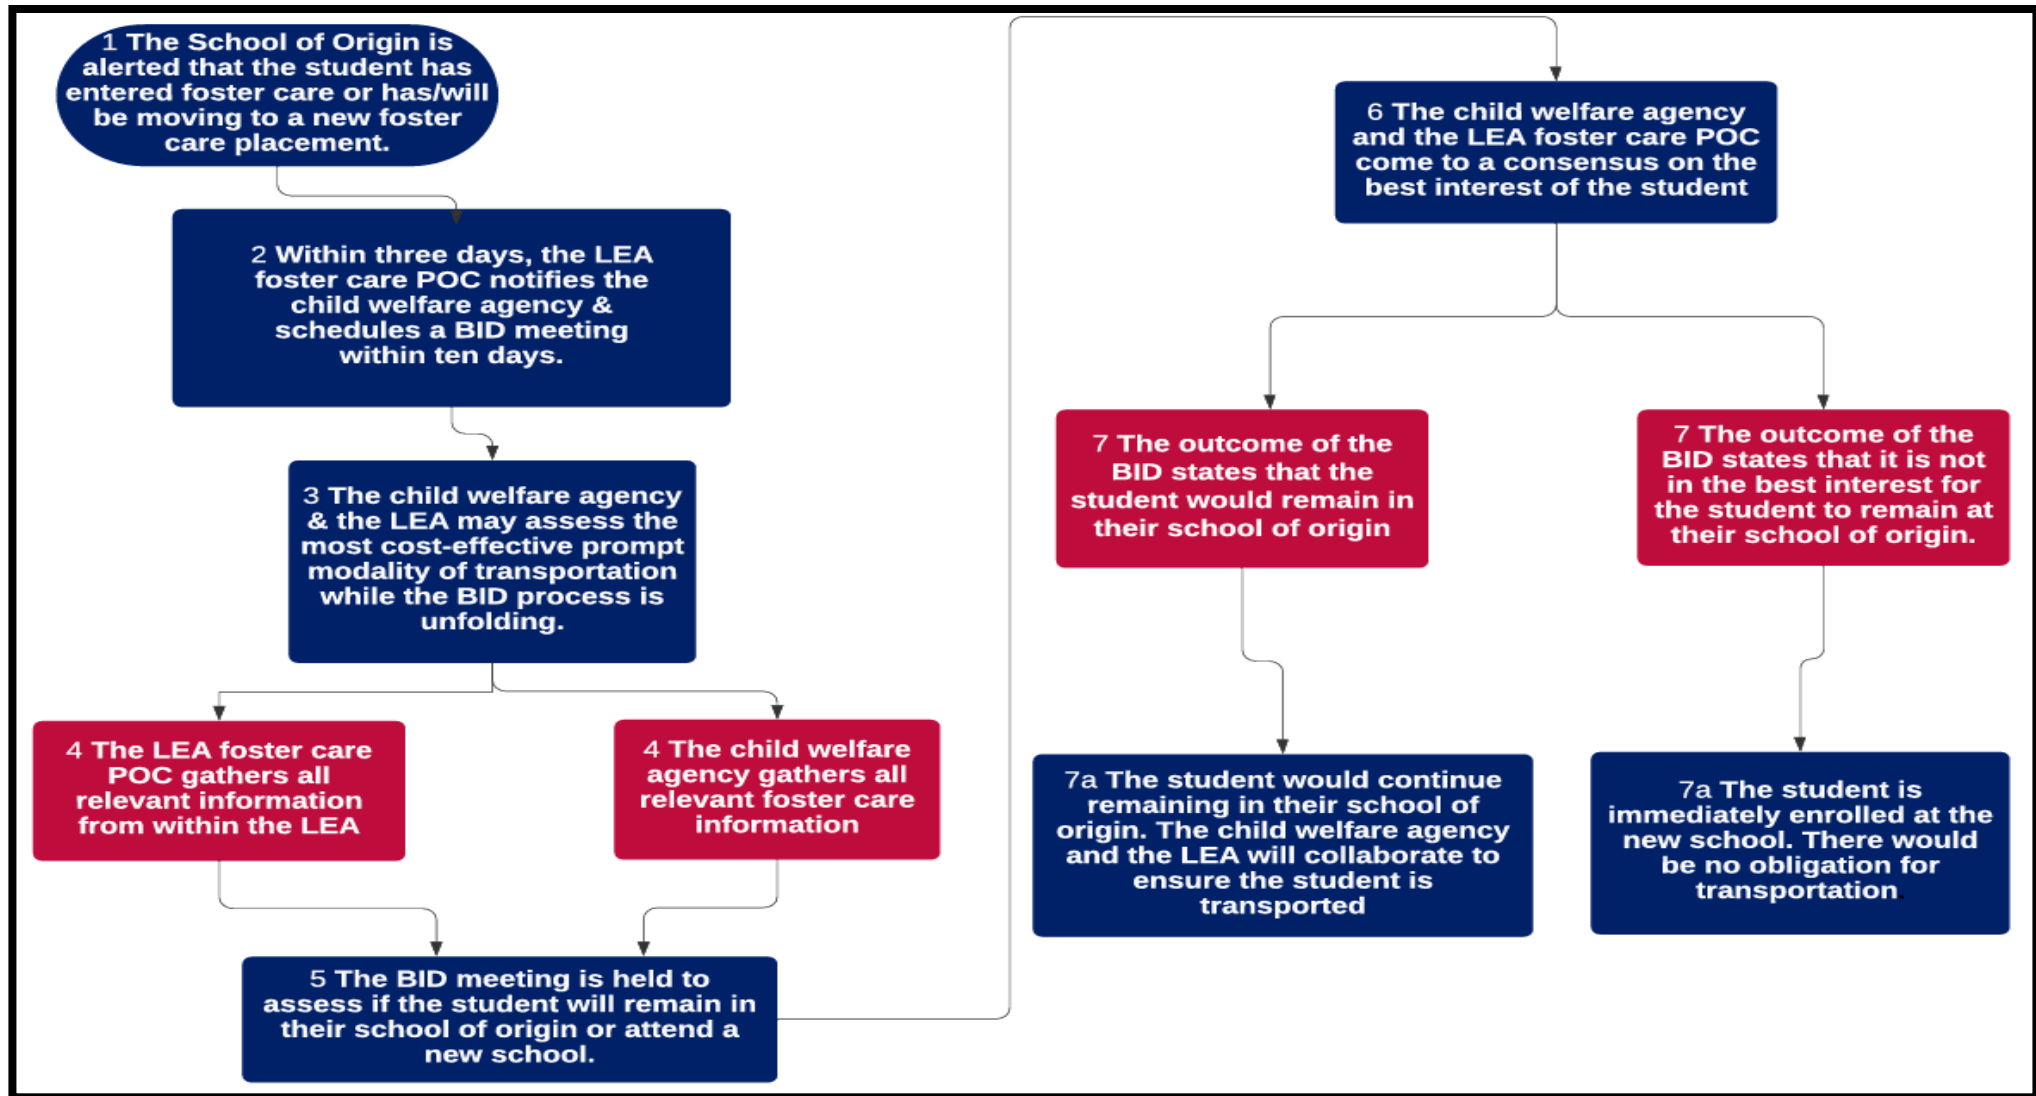 1 The School of Origin is
alerted that the student has
entered foster care or has/will
be moving to a new foster
care placement.
2 Within three days, the LEA
foster care POC notifies the
child welfare agency &
schedules a BID meeting
within ten days.
3 The child welfare agency
& the LEA may assess the
most cost-effective prompt
modality of transportation
while the BID process is
unfolding.
4 The LEA foster care
POC gathers all
relevant information
from within the LEA
4 The child welfare
agency gathers all
relevant foster care
information
5 The BID meeting is held to
assess if the student will remain in
their school of origin or attend a
new school.
6 The child welfare agency
and the LEA foster care POC
come to a consensus on the
best interest of the student
7 The outcome of the
BID states that the
student would remain in
their school of origin
7 The outcome of the
BID states that it is not
in the best interest for
the student to remain at
their school of origin.
7a The student would continue
remaining in their school of
origin. The child welfare agency
and the LEA will collaborate to
ensure the student is
transported
7a The student is
immediately enrolled at the
new school. There would
be no obligation for
transportation.